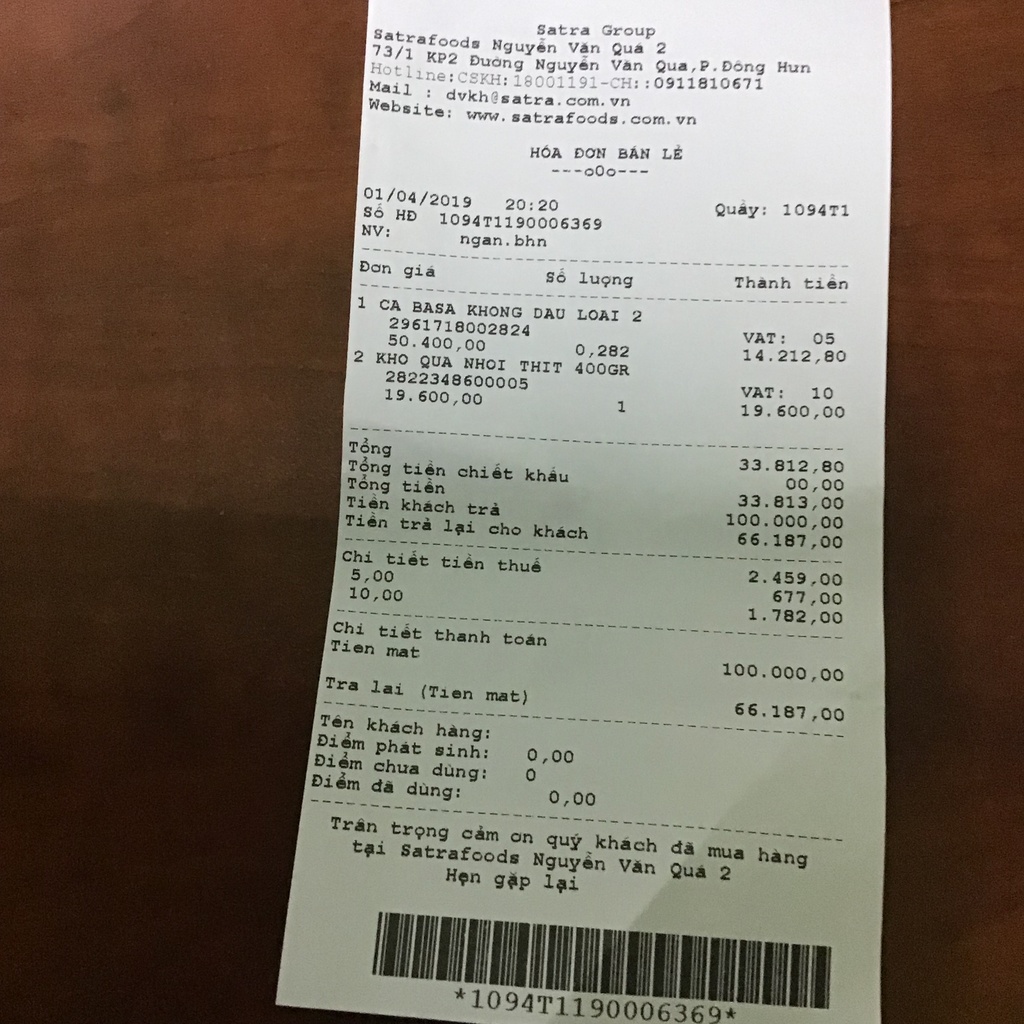 Satra Group
Satrafoods Nguyễn Văn Quá 2
73/1 KP2 Đường Nguyễn Văn Qua,P.Đông Hưn
Hotline:CSKH:18001191-CH::0911810671
Mail : dvkh@satra.com.vn
Website: www.satrafoods.com.vn
HÓA ĐƠN BÁN LẺ
---oOo---
01/04/2019 20:20 Quầy: 1094T1
Số HĐ 1094T1190006369
NV: ngan.bhn
Đơn giá Số lượng Thành tiền
1 CA BASA KHONG DAU LOAI 2
2961718002824 VAT: 05
50.400,00 0,282 14.212,80
2 KHO QUA NHOI THIT 400GR
2822348600005 VAT: 10
19.600,00 1 19.600,00
Tổng 33.812,80
Tổng tiền chiết khấu 00,00
Tổng tiền 33.813,00
Tiền khách trả 100.000,00
Tiền trả lại cho khách 66.187,00
Chi tiết tiền thuế 2.459,00
5,00 677,00
10,00 1.782,00
Chi tiết thanh toán
Tien mat 100.000,00
Tra lai (Tien mat) 66.187,00
Tên khách hàng:
Điểm phát sinh: 0,00
Điểm chưa dùng: 0
Điểm đã dùng: 0,00
Trân trọng cảm ơn quý khách đã mua hàng
tại Satrafoods Nguyễn Văn Quá 2
Hẹn gặp lại
*1094T1190006369*